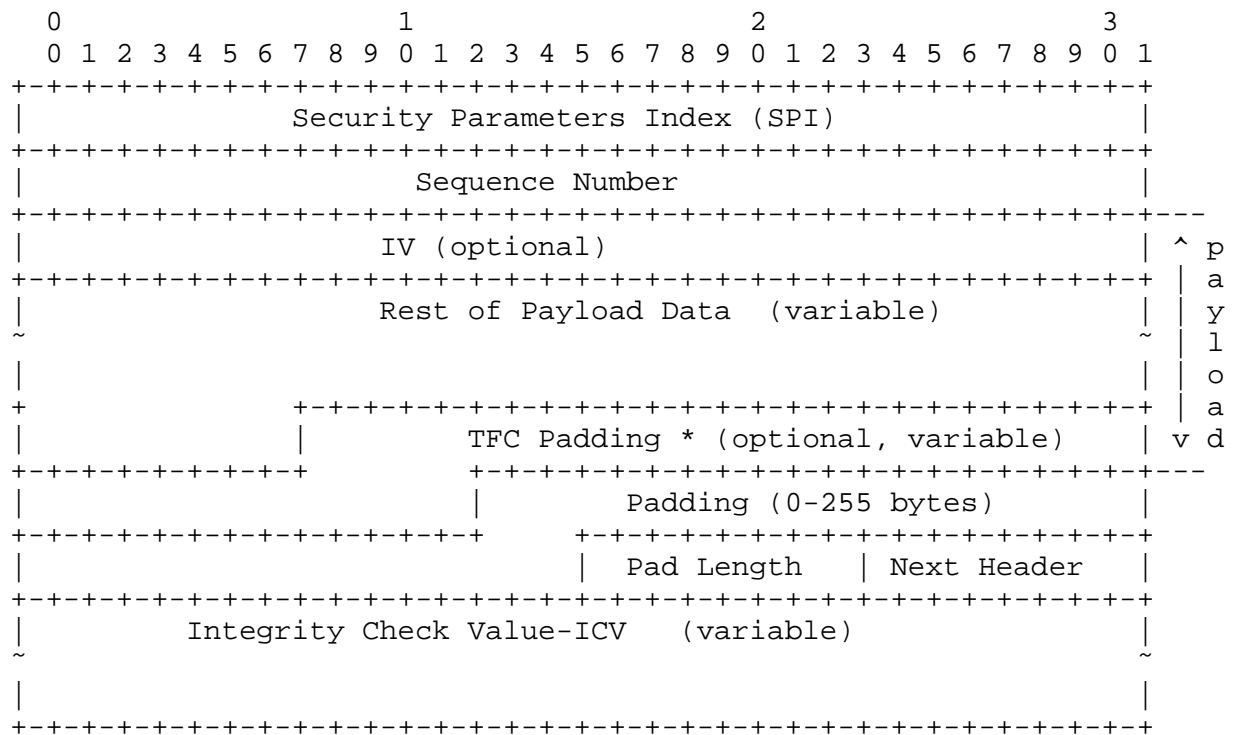 0                   1                   2                   3
 0 1 2 3 4 5 6 7 8 9 0 1 2 3 4 5 6 7 8 9 0 1 2 3 4 5 6 7 8 9 0 1
+-+-+-+-+-+-+-+-+-+-+-+-+-+-+-+-+-+-+-+-+-+-+-+-+-+-+-+-+-+-+-+-+
|               Security Parameters Index (SPI)                 |
+-+-+-+-+-+-+-+-+-+-+-+-+-+-+-+-+-+-+-+-+-+-+-+-+-+-+-+-+-+-+-+-+
|                      Sequence Number                          |
+-+-+-+-+-+-+-+-+-+-+-+-+-+-+-+-+-+-+-+-+-+-+-+-+-+-+-+-+-+-+-+-+---
|                    IV (optional)                              | ^ p
+-+-+-+-+-+-+-+-+-+-+-+-+-+-+-+-+-+-+-+-+-+-+-+-+-+-+-+-+-+-+-+-+ | a
|                    Rest of Payload Data  (variable)           | | y
~                                                               ~ | l
|                                                               | | o
+               +-+-+-+-+-+-+-+-+-+-+-+-+-+-+-+-+-+-+-+-+-+-+-+-+ | a
|               |         TFC Padding * (optional, variable)    | v d
+-+-+-+-+-+-+-+-+         +-+-+-+-+-+-+-+-+-+-+-+-+-+-+-+-+-+-+-+---
|                         |        Padding (0-255 bytes)        |
+-+-+-+-+-+-+-+-+-+-+-+-+-+     +-+-+-+-+-+-+-+-+-+-+-+-+-+-+-+-+
|                               |  Pad Length   | Next Header   |
+-+-+-+-+-+-+-+-+-+-+-+-+-+-+-+-+-+-+-+-+-+-+-+-+-+-+-+-+-+-+-+-+
|         Integrity Check Value-ICV   (variable)                |
~                                                               ~
|                                                               |
+-+-+-+-+-+-+-+-+-+-+-+-+-+-+-+-+-+-+-+-+-+-+-+-+-+-+-+-+-+-+-+-+